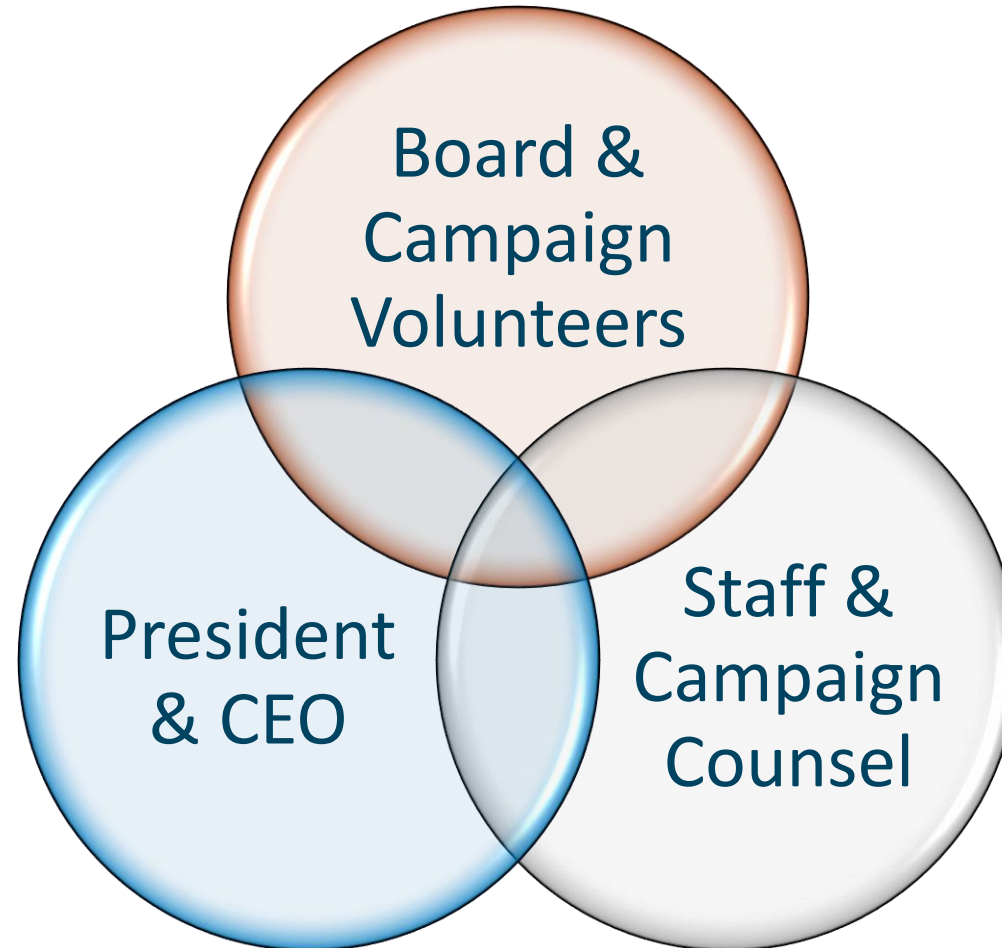 Board &
Campaign
Volunteers
President
& CEO
Staff &
Campaign
Counsel